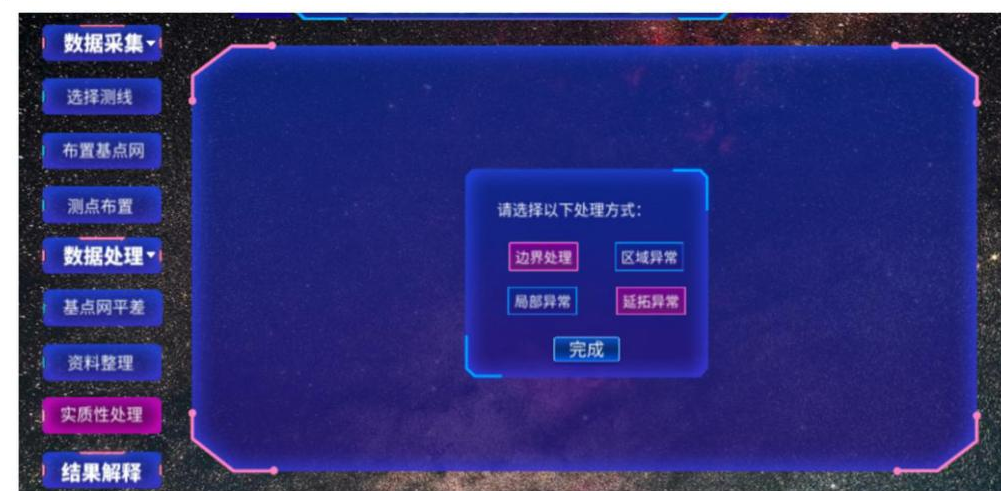 数据采集
选择测线
布置基点网
测点布置
数据处理
基点网平差
资料整理
实质性处理
结果解释
请选择以下处理方式：
边界处理 区域异常
局部异常 延拓异常
完成